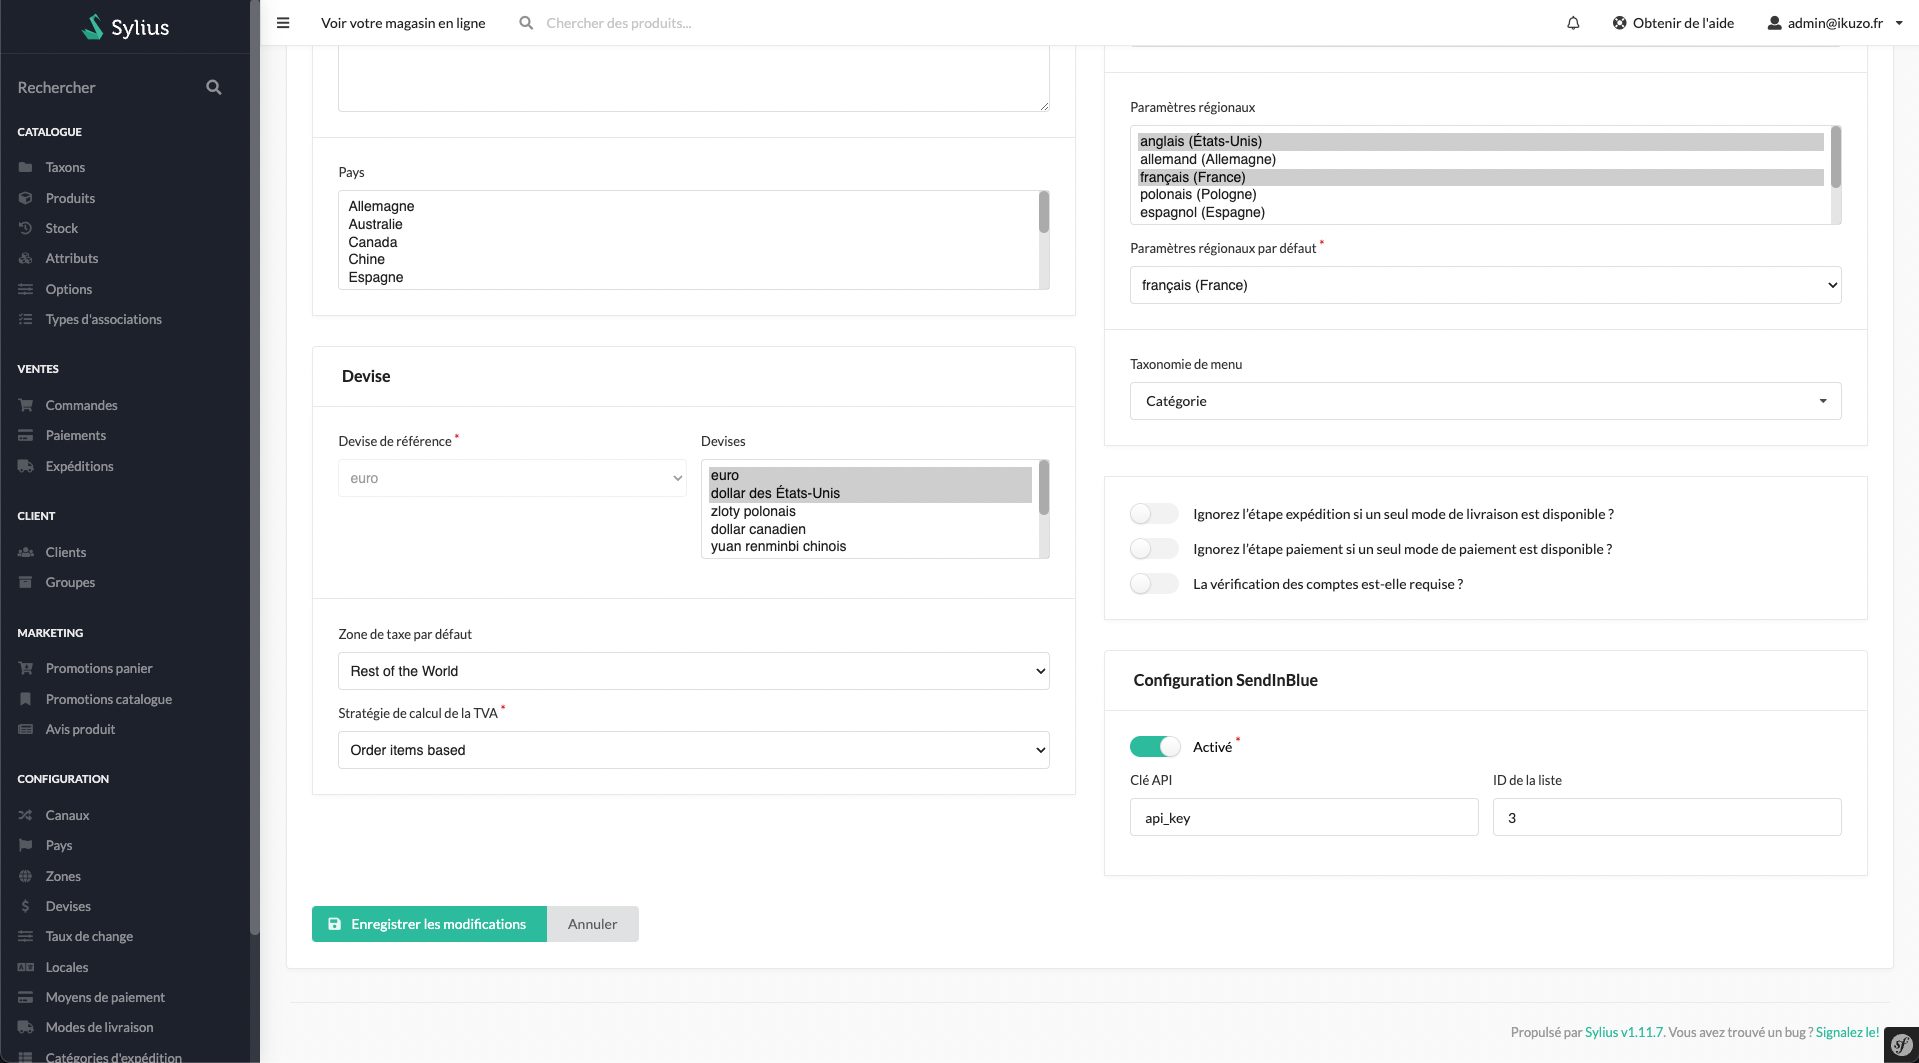 Sylius
Voir votre magasin en ligne
Chercher des produits...
Obtenir de l'aide
admin@ikuzo.fr
Rechercher
CATALOGUE
Taxons
Produits
Stock
Attributs
Options
Types d'associations
VENTES
Commandes
Paiements
Expéditions
CLIENT
Clients
Groupes
MARKETING
Promotions panier
Promotions catalogue
Avis produit
CONFIGURATION
Canaux
Pays
Zones
Devises
Taux de change
Locales
Moyens de paiement
Modes de livraison
Catégories d'expédition
Pays
Allemagne
Australie
Canada
Chine
Espagne
Devise
Devise de référence *
euro
Devises
euro
dollar des États-Unis
zloty polonais
dollar canadien
yuan renminbi chinois
Zone de taxe par défaut
Rest of the World
Stratégie de calcul de la TVA *
Order items based
Paramètres régionaux
anglais (États-Unis)
allemand (Allemagne)
français (France)
polonais (Pologne)
espagnol (Espagne)
Paramètres régionaux par défaut *
français (France)
Taxonomie de menu
Catégorie
Ignorez l’étape expédition si un seul mode de livraison est disponible ?
Ignorez l’étape paiement si un seul mode de paiement est disponible ?
La vérification des comptes est-elle requise ?
Configuration SendInBlue
Activé *
Clé API
api_key
ID de la liste
3
Enregistrer les modifications
Annuler
Propulsé par Sylius v1.11.7. Vous avez trouvé un bug ? Signalez le!
sf